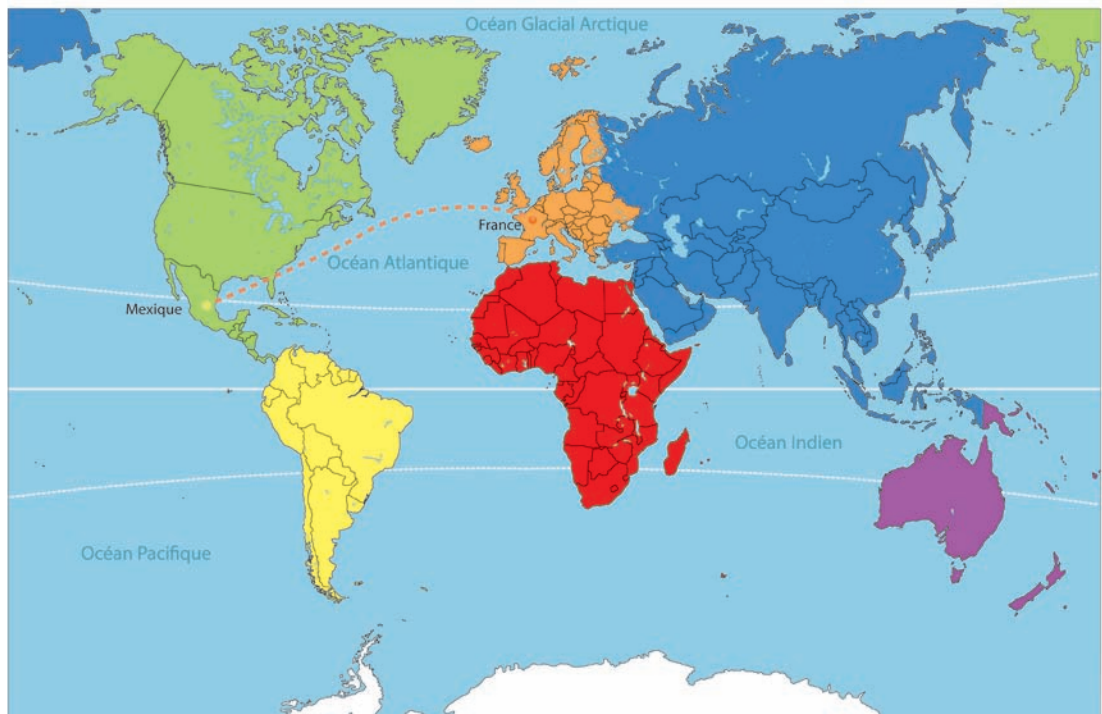 Océan Glacial Arctique
France
Océan Atlantique
Mexique
Océan Indien
Océan Pacifique